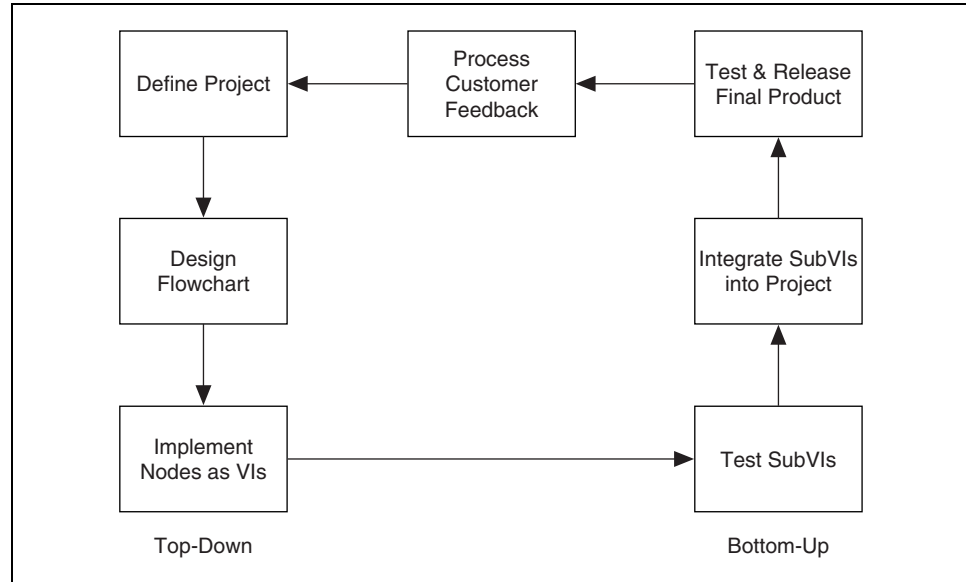 Define Project
Process
Customer
Feedback
Test & Release
Final Product
Design
Flowchart
Integrate SubVIs
into Project
Implement
Nodes as VIs
Test SubVIs
Top-Down
Bottom-Up